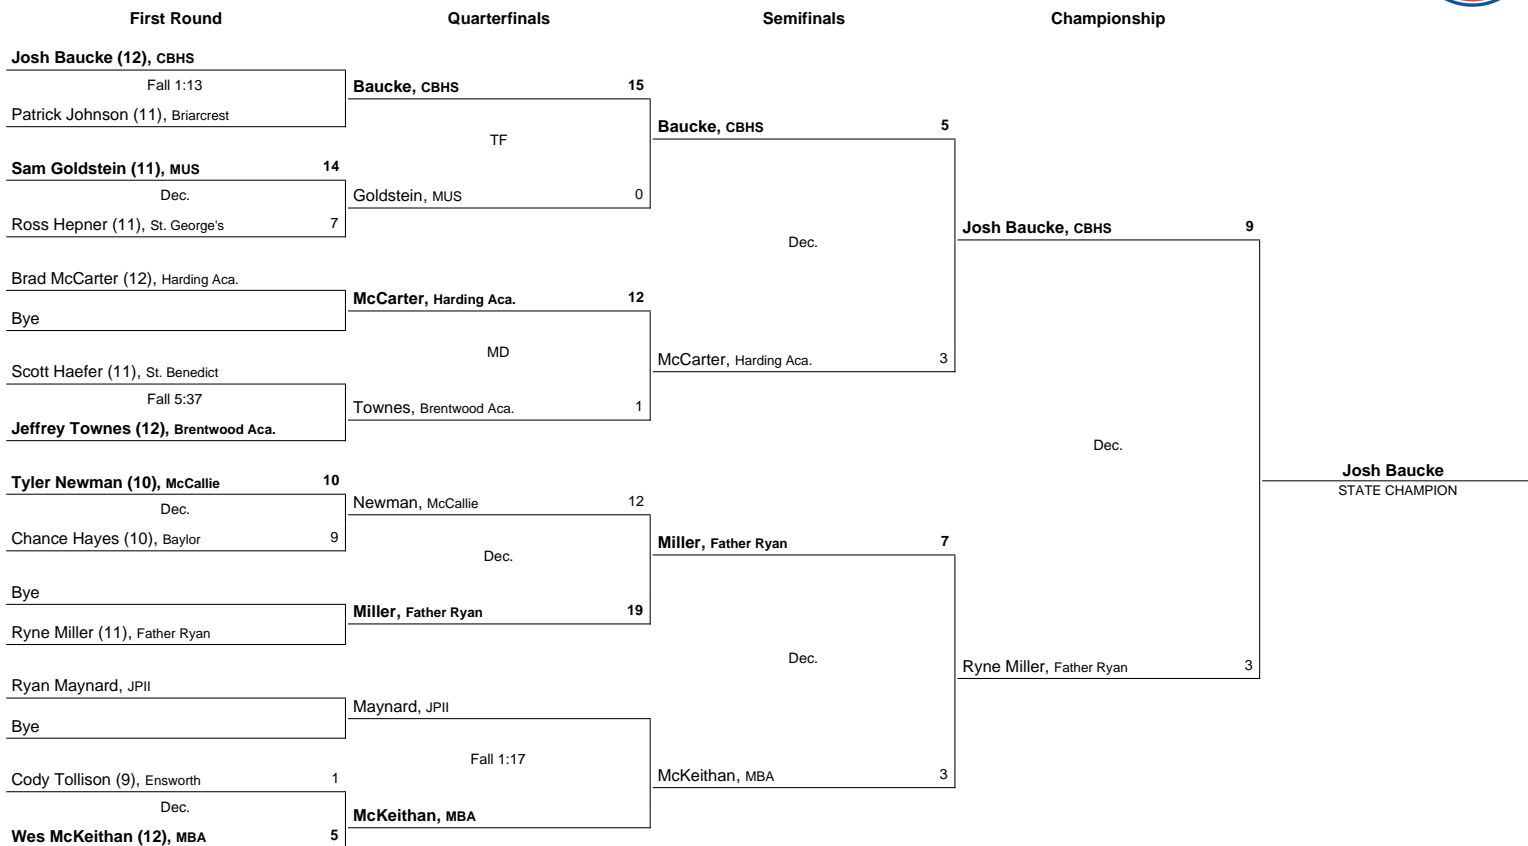 First Round
Quarterfinals
Semifinals
Championship
Josh Baucke (12), CBHS
Fall 1:13
Patrick Johnson (11), Briarcrest
Sam Goldstein (11), MUS 14
Dec.
Ross Hepner (11), St. George's 7
Brad McCarter (12), Harding Aca.
Bye
Scott Haefer (11), St. Benedict
Fall 5:37
Jeffrey Townes (12), Brentwood Aca.
Tyler Newman (10), McCallie 10
Dec.
Chance Hayes (10), Baylor 9
Bye
Ryne Miller (11), Father Ryan
Ryan Maynard, JPII
Bye
Cody Tollison (9), Ensworth 1
Dec.
Wes McKeithan (12), MBA 5
Baucke, CBHS 15
TF
Goldstein, MUS 0
McCarter, Harding Aca. 12
MD
Townes, Brentwood Aca. 1
Newman, McCallie 12
Dec.
Miller, Father Ryan 19
Maynard, JPII
Fall 1:17
McKeithan, MBA
Baucke, CBHS 5
Dec.
McCarter, Harding Aca. 3
Miller, Father Ryan 7
Dec.
McKeithan, MBA 3
Josh Baucke, CBHS 9
Dec.
Ryne Miller, Father Ryan 3
Josh Baucke
STATE CHAMPION